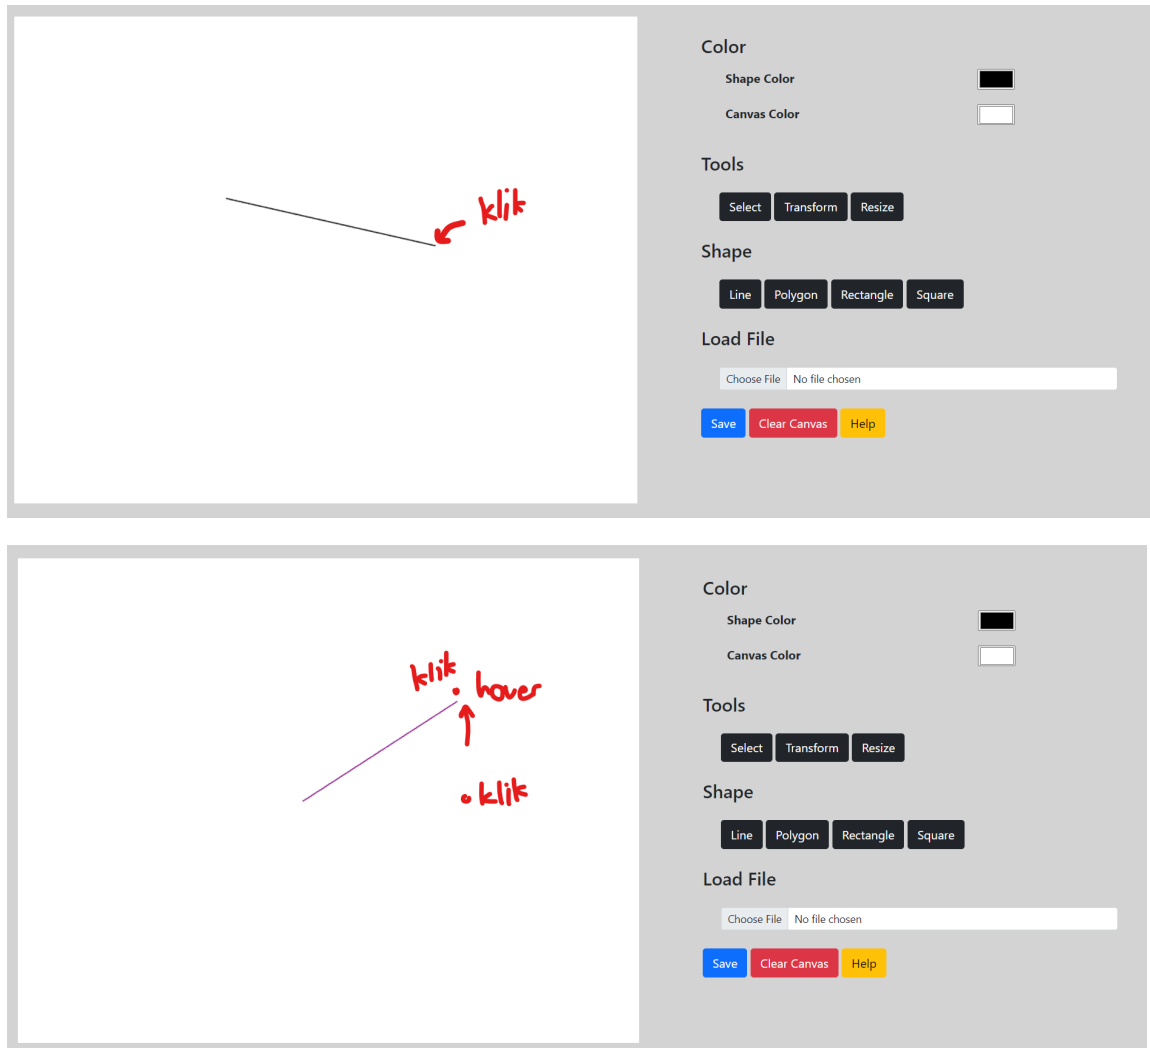 Color
Shape Color
Canvas Color
klik
Tools
Select Transform Resize
Shape
Line Polygon Rectangle Square
Load File
Choose File No file chosen
Save Clear Canvas Help
Color
Shape Color
Canvas Color
klik hover
klik
Tools
Select Transform Resize
Shape
Line Polygon Rectangle Square
Load File
Choose File No file chosen
Save Clear Canvas Help